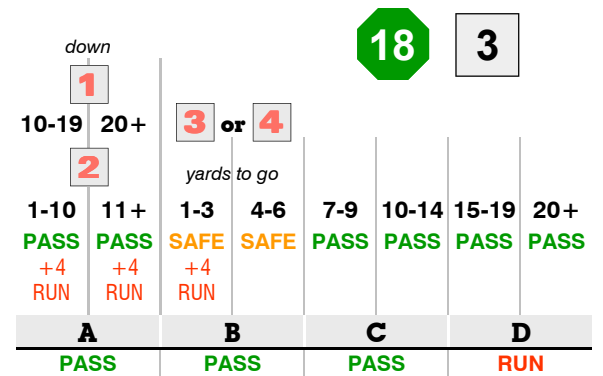 18 3
down
1
10-19 20+ 3 or 4
2 yards to go
1-10 11+ 1-3 4-6 7-9 10-14 15-19 20+
PASS PASS SAFE SAFE PASS PASS PASS PASS
+4 +4 +4
RUN RUN RUN
A B C D
PASS PASS PASS RUN